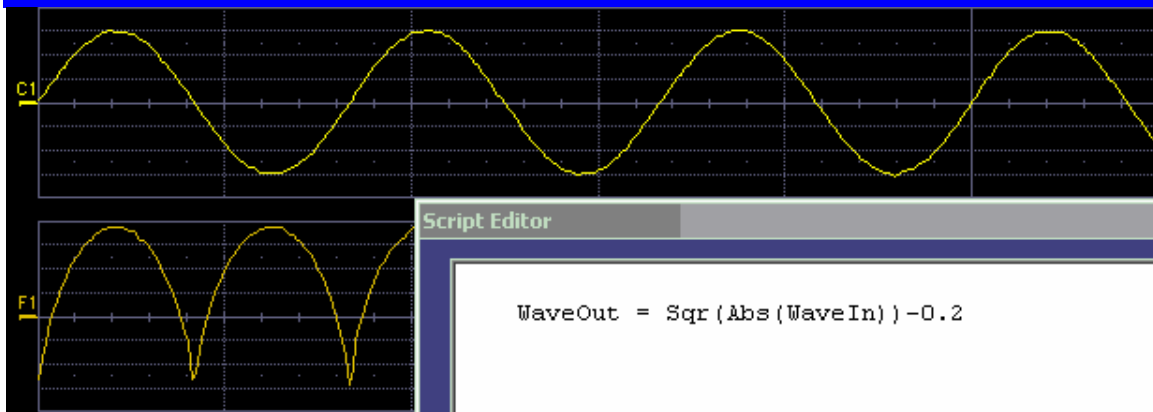 C1
F1
Script Editor
WaveOut = Sqr(Abs(WaveIn))-0.2